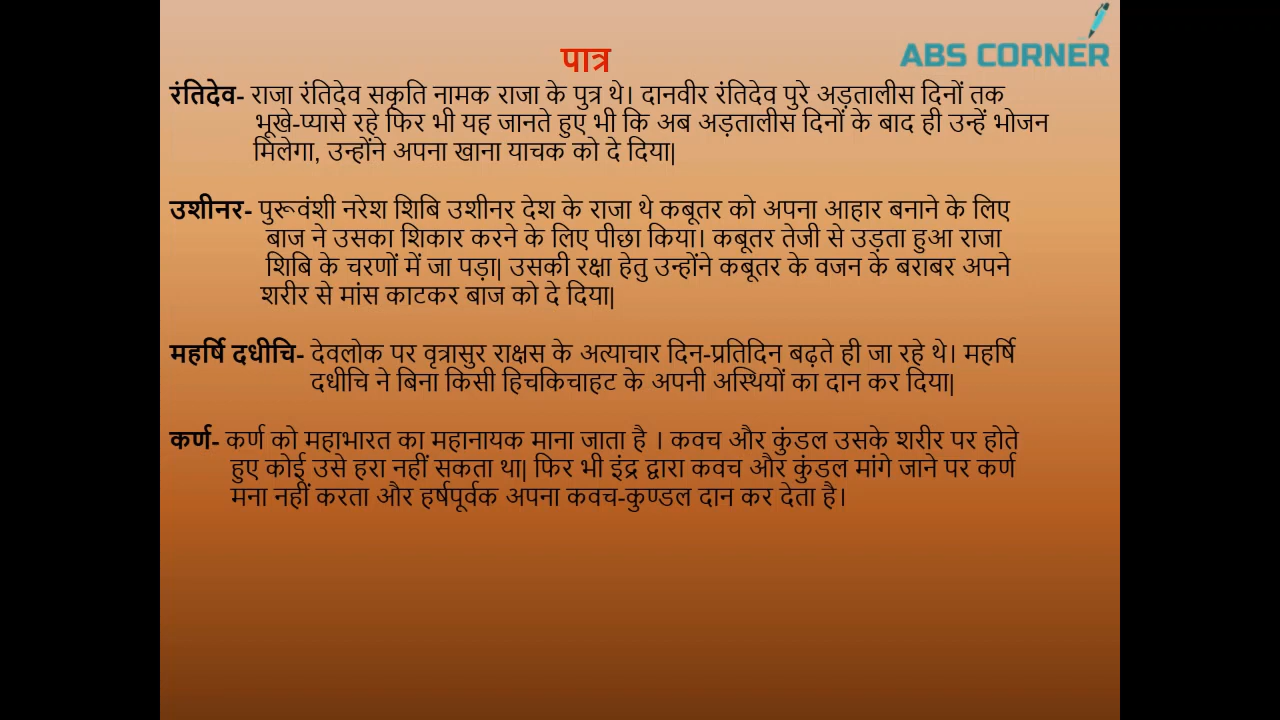 ABS CORNER
पात्र
रंतिदेव- राजा रंतिदेव सकृति नामक राजा के पुत्र थे। दानवीर रंतिदेव पुरे अड़तालीस दिनों तक
भूखे-प्यासे रहे फिर भी यह जानते हुए भी कि अब अड़तालीस दिनों के बाद ही उन्हें भोजन
मिलेगा, उन्होंने अपना खाना याचक को दे दिया|
उशीनर- पुरूवंशी नरेश शिबि उशीनर देश के राजा थे कबूतर को अपना आहार बनाने के लिए
बाज ने उसका शिकार करने के लिए पीछा किया। कबूतर तेजी से उड़ता हुआ राजा
शिबि के चरणों में जा पड़ा| उसकी रक्षा हेतु उन्होंने कबूतर के वजन के बराबर अपने
शरीर से मांस काटकर बाज को दे दिया|
महर्षि दधीचि- देवलोक पर वृत्रासुर राक्षस के अत्याचार दिन-प्रतिदिन बढ़ते ही जा रहे थे। महर्षि
दधीचि ने बिना किसी हिचकिचाहट के अपनी अस्थियों का दान कर दिया|
कर्ण- कर्ण को महाभारत का महानायक माना जाता है । कवच और कुंडल उसके शरीर पर होते
हुए कोई उसे हरा नहीं सकता था| फिर भी इंद्र द्वारा कवच और कुंडल मांगे जाने पर कर्ण
मना नहीं करता और हर्षपूर्वक अपना कवच-कुण्डल दान कर देता है।